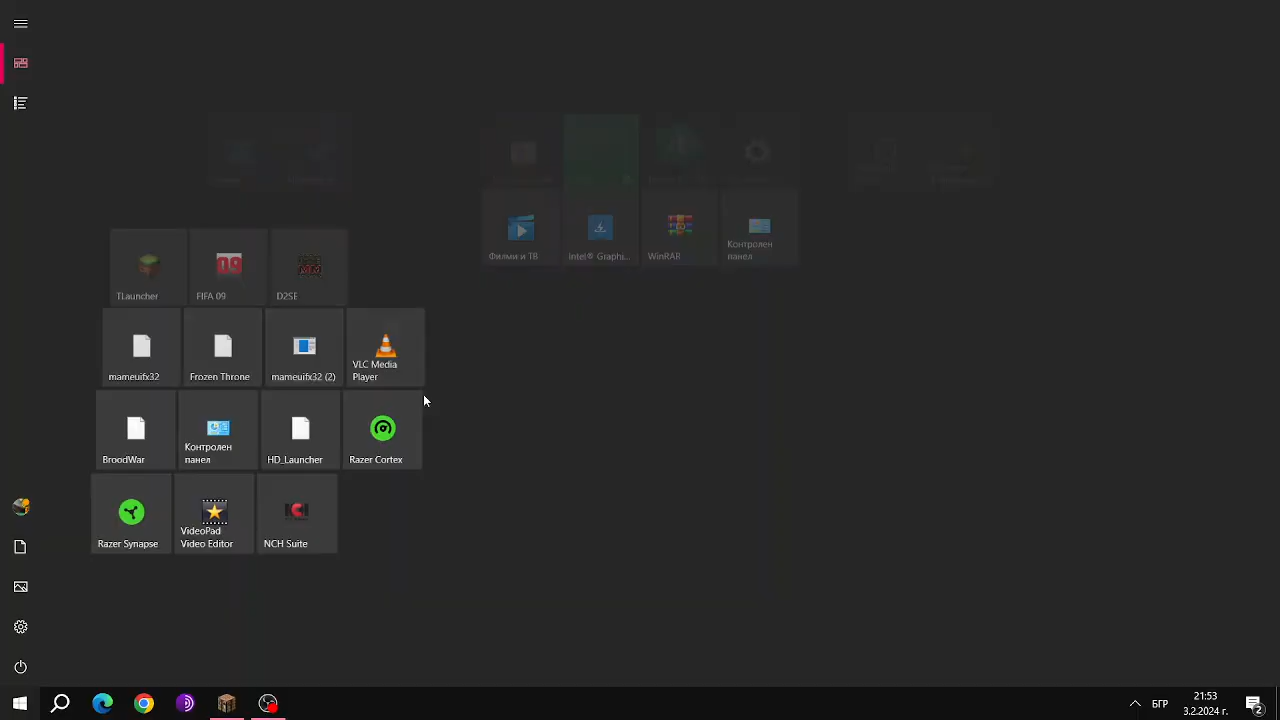 Филми и ТВ
Intel® Graphi...
WinRAR
Контролен
панел
TLauncher
FIFA 09
D2SE
mameuifx32
Frozen Throne
mameuifx32 (2)
VLC Media
Player
BroodWar
Контролен
панел
HD_Launcher
Razer Cortex
Razer Synapse
VideoPad
Video Editor
NCH Suite
БГР
21:53
3.2.2024 г.
2